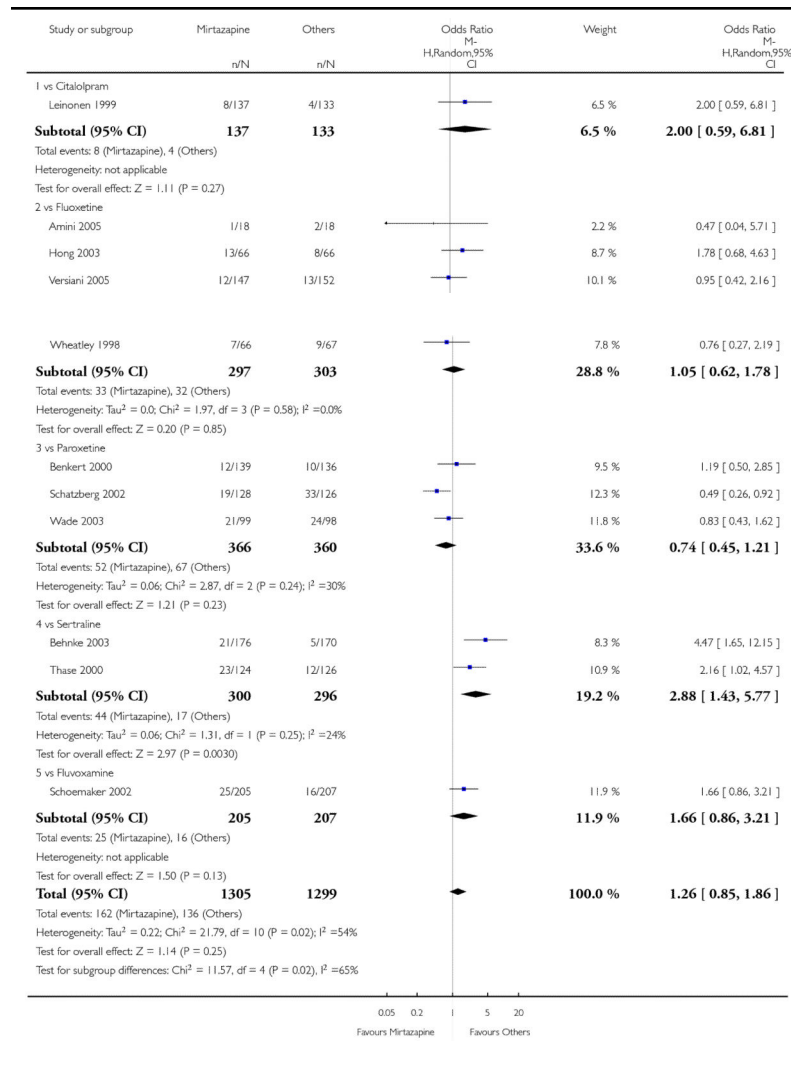 Study or subgroup Mirtazapine Others Odds Ratio Weight Odds Ratio
M- M-
H,Random,95% H,Random,95%
n/N n/N CI CI
1 vs Citalolpram
Leinonen 1999 8/137 4/133 6.5 % 2.00 [ 0.59, 6.81 ]
Subtotal (95% CI) 137 133 6.5 % 2.00 [ 0.59, 6.81 ]
Total events: 8 (Mirtazapine), 4 (Others)
Heterogeneity: not applicable
Test for overall effect: Z = 1.11 (P = 0.27)
2 vs Fluoxetine
Amini 2005 1/18 2/18 2.2 % 0.47 [ 0.04, 5.71 ]
Hong 2003 13/66 8/66 8.7 % 1.78 [ 0.68, 4.63 ]
Versiani 2005 12/147 13/152 10.1 % 0.95 [ 0.42, 2.16 ]
Wheatley 1998 7/66 9/67 7.8 % 0.76 [ 0.27, 2.19 ]
Subtotal (95% CI) 297 303 28.8 % 1.05 [ 0.62, 1.78 ]
Total events: 33 (Mirtazapine), 32 (Others)
Heterogeneity: Tau² = 0.0; Chi² = 1.97, df = 3 (P = 0.58); I² =0.0%
Test for overall effect: Z = 0.20 (P = 0.85)
3 vs Paroxetine
Benkert 2000 12/139 10/136 9.5 % 1.19 [ 0.50, 2.85 ]
Schatzberg 2002 19/128 33/126 12.3 % 0.49 [ 0.26, 0.92 ]
Wade 2003 21/99 24/98 11.8 % 0.83 [ 0.43, 1.62 ]
Subtotal (95% CI) 366 360 33.6 % 0.74 [ 0.45, 1.21 ]
Total events: 52 (Mirtazapine), 67 (Others)
Heterogeneity: Tau² = 0.06; Chi² = 2.87, df = 2 (P = 0.24); I² =30%
Test for overall effect: Z = 1.21 (P = 0.23)
4 vs Sertraline
Behnke 2003 21/176 5/170 8.3 % 4.47 [ 1.65, 12.15 ]
Thase 2000 23/124 12/126 10.9 % 2.16 [ 1.02, 4.57 ]
Subtotal (95% CI) 300 296 19.2 % 2.88 [ 1.43, 5.77 ]
Total events: 44 (Mirtazapine), 17 (Others)
Heterogeneity: Tau² = 0.06; Chi² = 1.31, df = 1 (P = 0.25); I² =24%
Test for overall effect: Z = 2.97 (P = 0.0030)
5 vs Fluvoxamine
Schoemaker 2002 25/205 16/207 11.9 % 1.66 [ 0.86, 3.21 ]
Subtotal (95% CI) 205 207 11.9 % 1.66 [ 0.86, 3.21 ]
Total events: 25 (Mirtazapine), 16 (Others)
Heterogeneity: not applicable
Test for overall effect: Z = 1.50 (P = 0.13)
Total (95% CI) 1305 1299 100.0 % 1.26 [ 0.85, 1.86 ]
Total events: 162 (Mirtazapine), 136 (Others)
Heterogeneity: Tau² = 0.22; Chi² = 21.79, df = 10 (P = 0.02); I² =54%
Test for overall effect: Z = 1.14 (P = 0.25)
Test for subgroup differences: Chi² = 11.57, df = 4 (P = 0.02), I² =65%
0.05 0.2 1 5 20
Favours Mirtazapine Favours Others